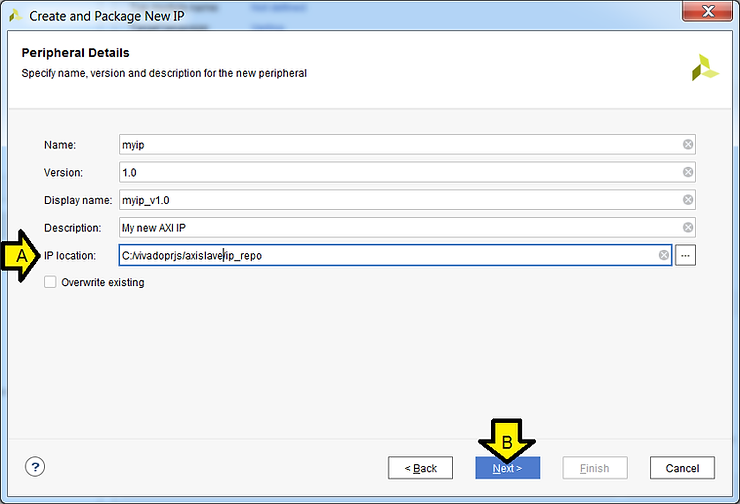 Create and Package New IP
Peripheral Details
Specify name, version and description for the new peripheral
Name: myip
Version: 1.0
Display name: myip_v1.0
Description: My new AXI IP
A IP location: C:/vivadoprjs/axislave/ip_repo ...
Overwrite existing
B
? < Back Next > Finish Cancel